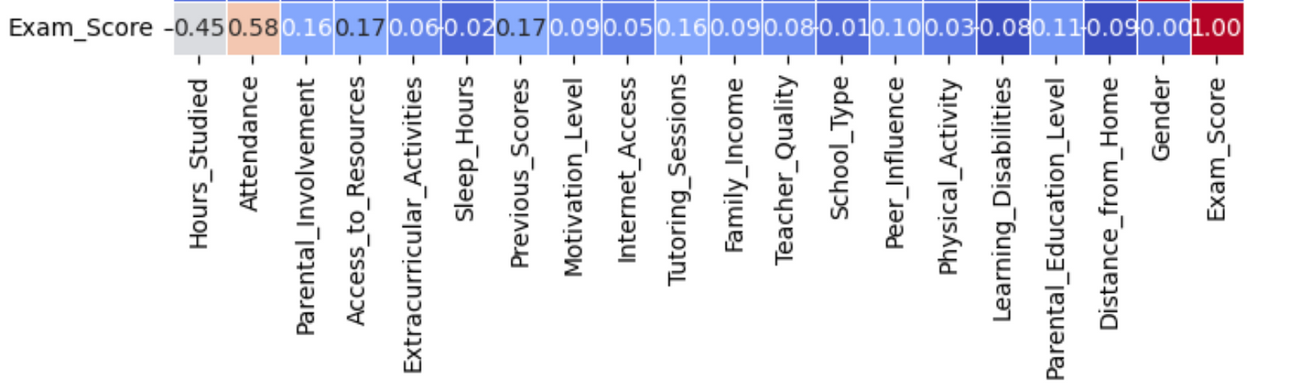 Exam_Score 0.45 0.58 0.16 0.17 0.06 -0.02 0.17 0.09 0.05 0.16 0.09 0.08 -0.01 0.10 0.03 -0.08 0.11 -0.09 -0.00 1.00
Hours_Studied
Attendance
Parental_Involvement
Access_to_Resources
Extracurricular_Activities
Sleep_Hours
Previous_Scores
Motivation_Level
Internet_Access
Tutoring_Sessions
Family_Income
Teacher_Quality
School_Type
Peer_Influence
Physical_Activity
Learning_Disabilities
Parental_Education_Level
Distance_from_Home
Gender
Exam_Score